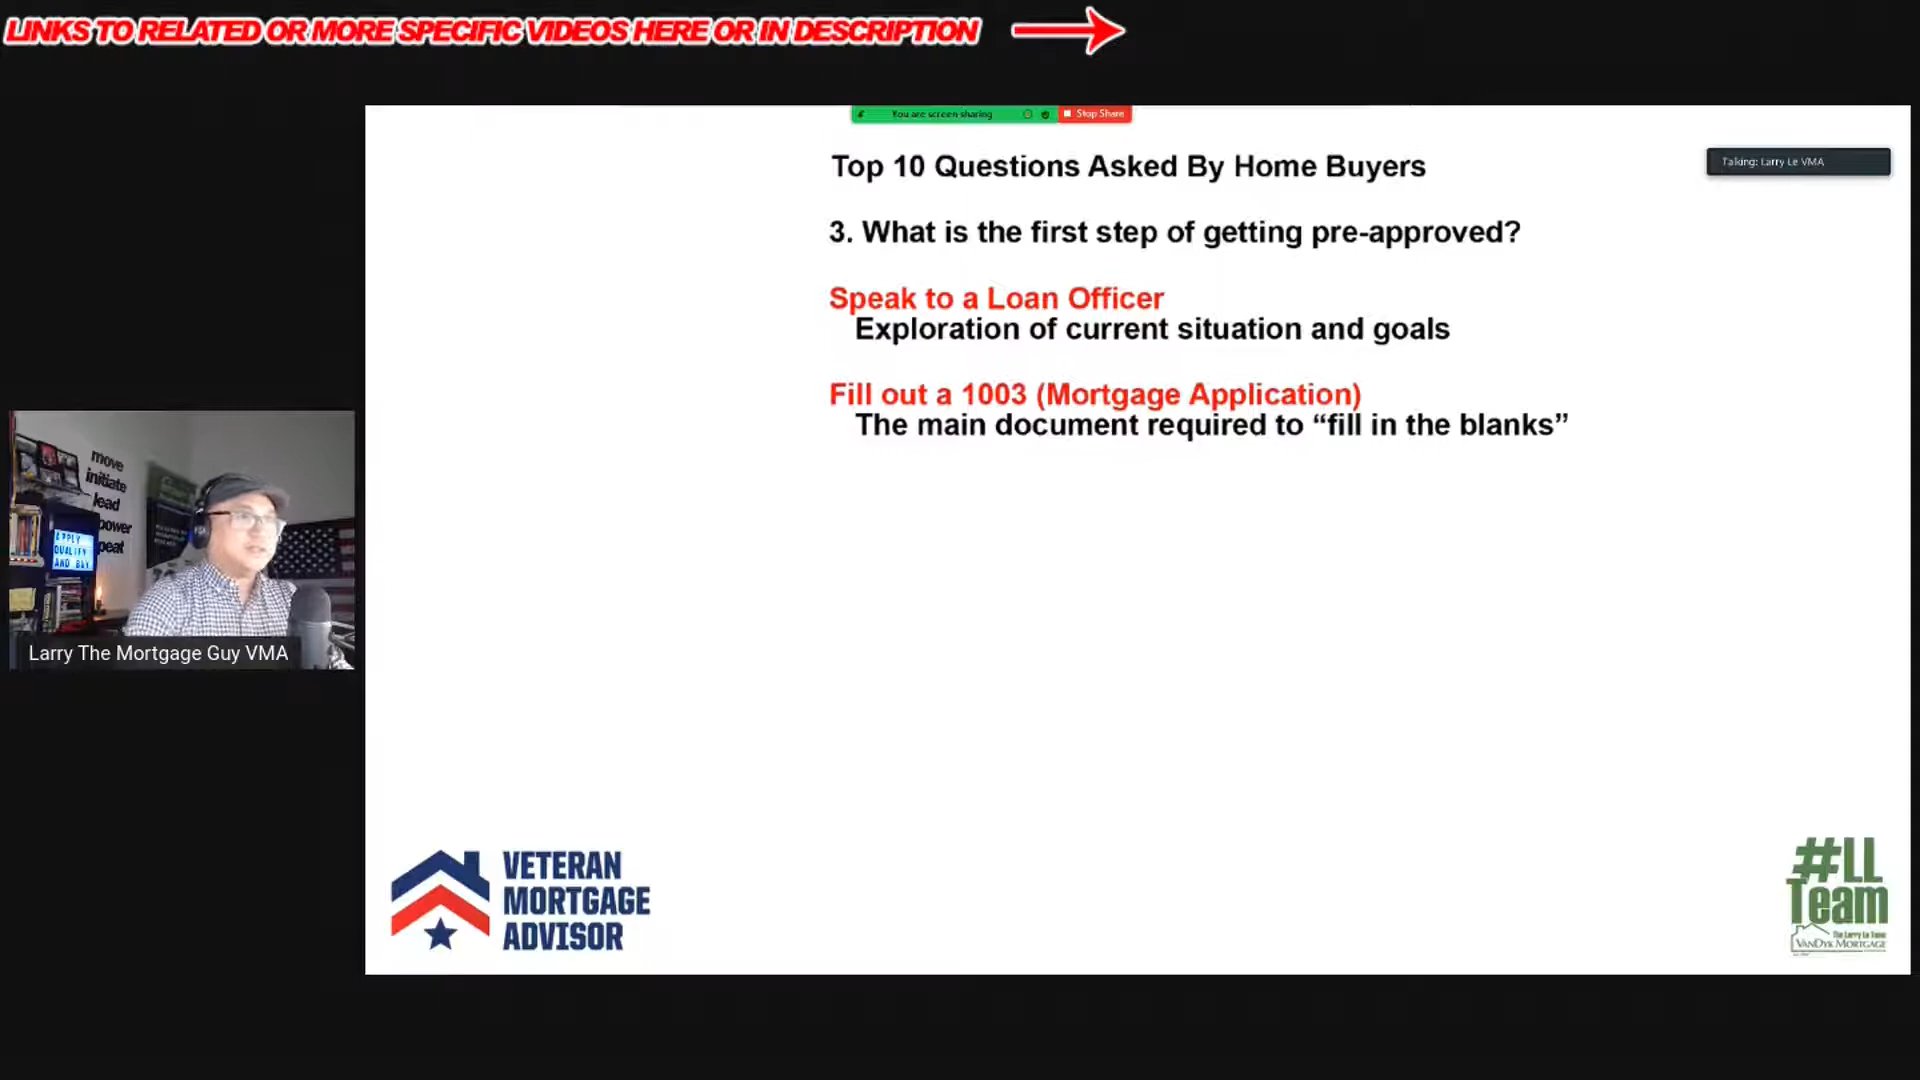 LINKS TO RELATED OR MORE SPECIFIC VIDEOS HERE OR IN DESCRIPTION
You are screen sharing
Stop Share
Talking: Larry Le VMA
Top 10 Questions Asked By Home Buyers
3. What is the first step of getting pre-approved?
Speak to a Loan Officer
Exploration of current situation and goals
Fill out a 1003 (Mortgage Application)
The main document required to “fill in the blanks”
move
initiate
lead
power
peat
APPLY
QUALIFY
AND BUY
Larry The Mortgage Guy VMA
VETERAN
MORTGAGE
ADVISOR
#LL
Team
The Larry Le Team
VANDYK MORTGAGE